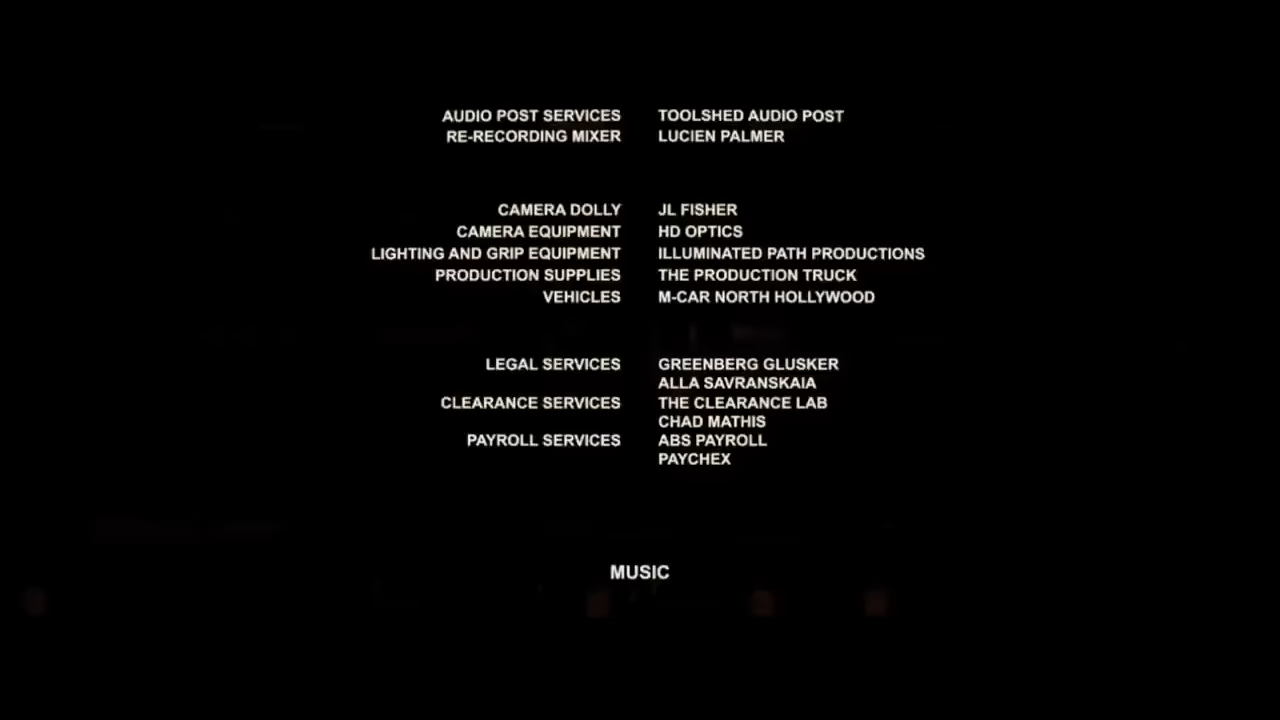 AUDIO POST SERVICES TOOLSHED AUDIO POST
RE-RECORDING MIXER LUCIEN PALMER
CAMERA DOLLY JL FISHER
CAMERA EQUIPMENT HD OPTICS
LIGHTING AND GRIP EQUIPMENT ILLUMINATED PATH PRODUCTIONS
PRODUCTION SUPPLIES THE PRODUCTION TRUCK
VEHICLES M-CAR NORTH HOLLYWOOD
LEGAL SERVICES GREENBERG GLUSKER
ALLA SAVRANSKAIA
CLEARANCE SERVICES THE CLEARANCE LAB
CHAD MATHIS
PAYROLL SERVICES ABS PAYROLL
PAYCHEX
MUSIC